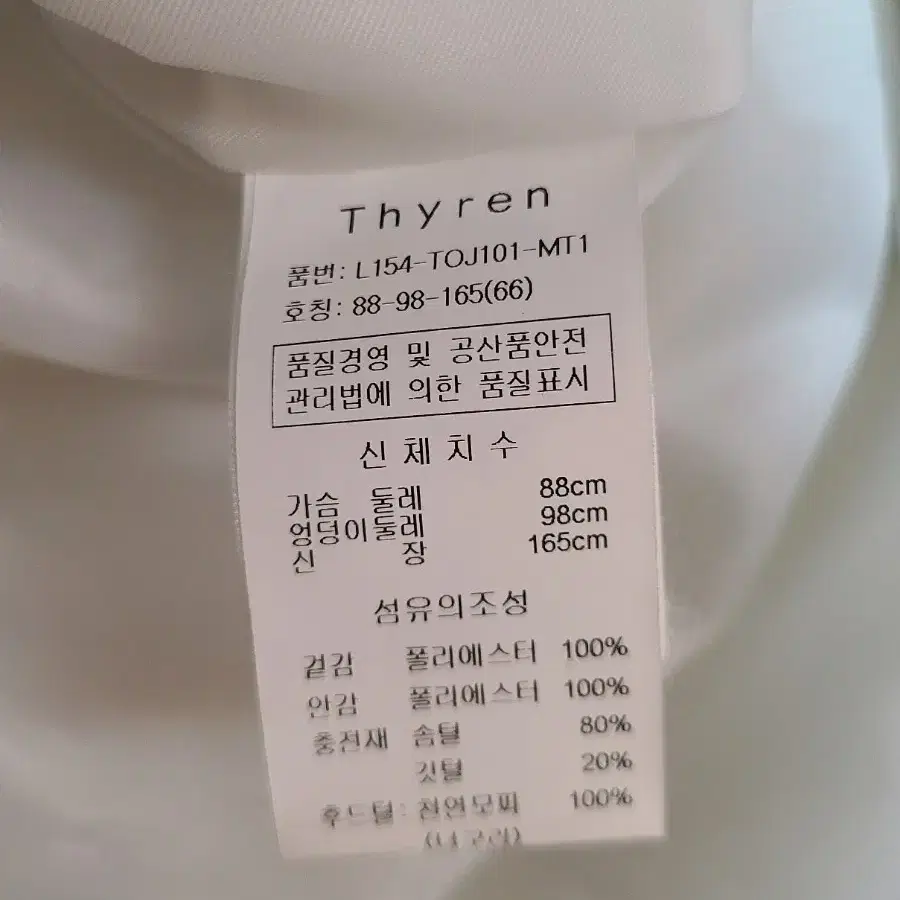 Thyren
품번: L154-TOJ101-MT1
호칭: 88-98-165(66)
품질경영 및 공산품안전
관리법에 의한 품질표시
신 체 치 수
가슴 둘레 88cm
엉덩이둘레 98cm
신 장 165cm
섬유의조성
겉감 폴리에스터 100%
안감 폴리에스터 100%
충전재 솜털 80%
깃털 20%
후드털 : 천연모피 100%
(너구리)